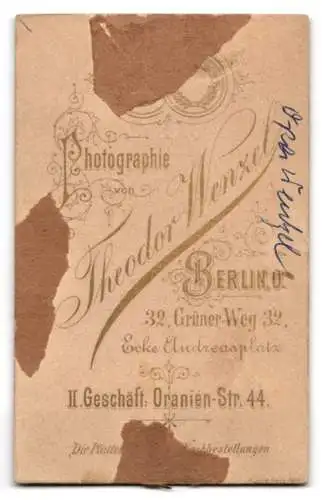 Photographie
von
Theodor Wenzel
BERLIN.O.
32, Grüner-Weg 32,
Ecke Andreasplatz
II. Geschäft: Oranien-Str. 44.
Die Platten Nachbestellungen
Opa